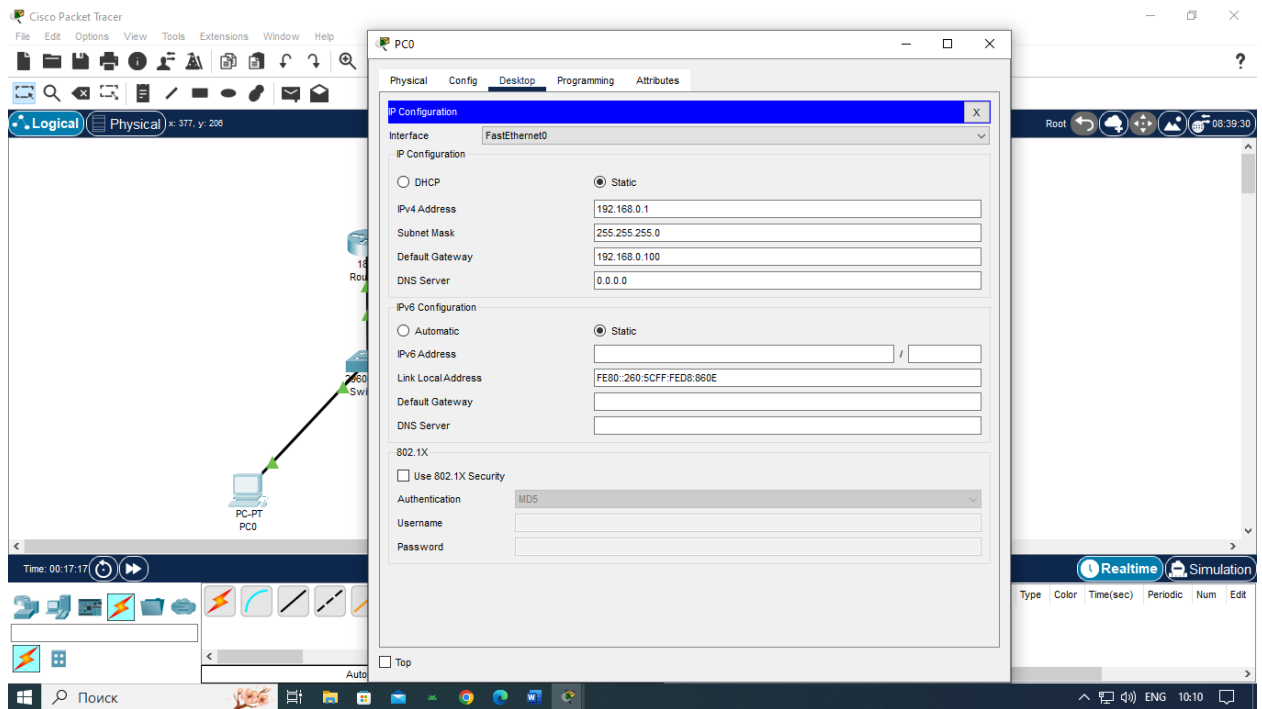 Cisco Packet Tracer
File Edit Options View Tools Extensions Window Help
?
Logical Physical x: 377, y: 206
Root 08:39:30
PC0
Physical Config Desktop Programming Attributes
IP Configuration X
Interface FastEthernet0
IP Configuration
DHCP Static
IPv4 Address 192.168.0.1
Subnet Mask 255.255.255.0
Default Gateway 192.168.0.100
DNS Server 0.0.0.0
IPv6 Configuration
Automatic Static
IPv6 Address /
Link Local Address FE80::260:5CFF:FED8:860E
Default Gateway
DNS Server
802.1X
Use 802.1X Security
Authentication MD5
Username
Password
Top
18
Rou
2960
Swi
PC-PT
PC0
Time: 00:17:17
Realtime Simulation
Type Color Time(sec) Periodic Num Edit
Auto
Поиск
ENG 10:10